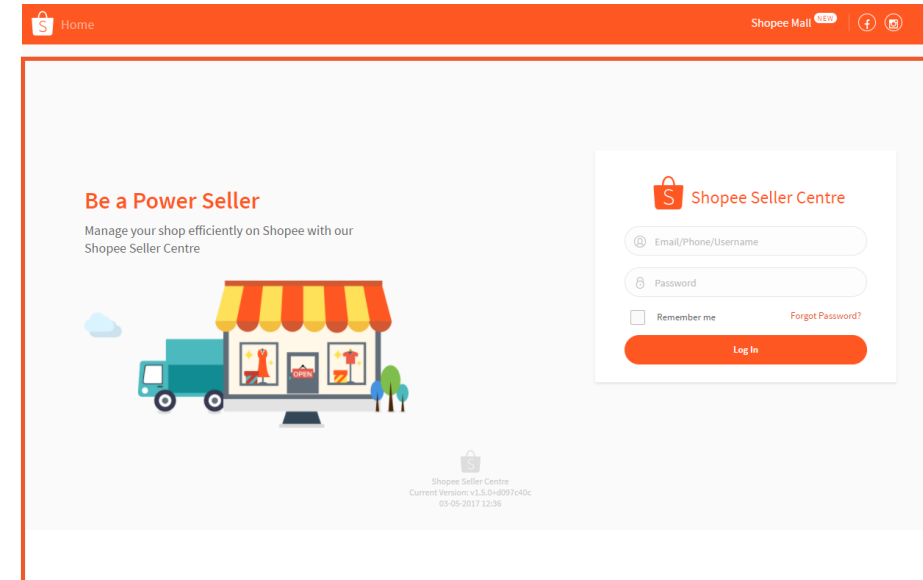 S Home
Shopee Mall NEW
Be a Power Seller
Manage your shop efficiently on Shopee with our
Shopee Seller Centre
OPEN
S Shopee Seller Centre
Email/Phone/Username
Password
Remember me Forgot Password?
Log In
S
Shopee Seller Centre
Current Version: v1.5.0+d097c40c
03-05-2017 12:36